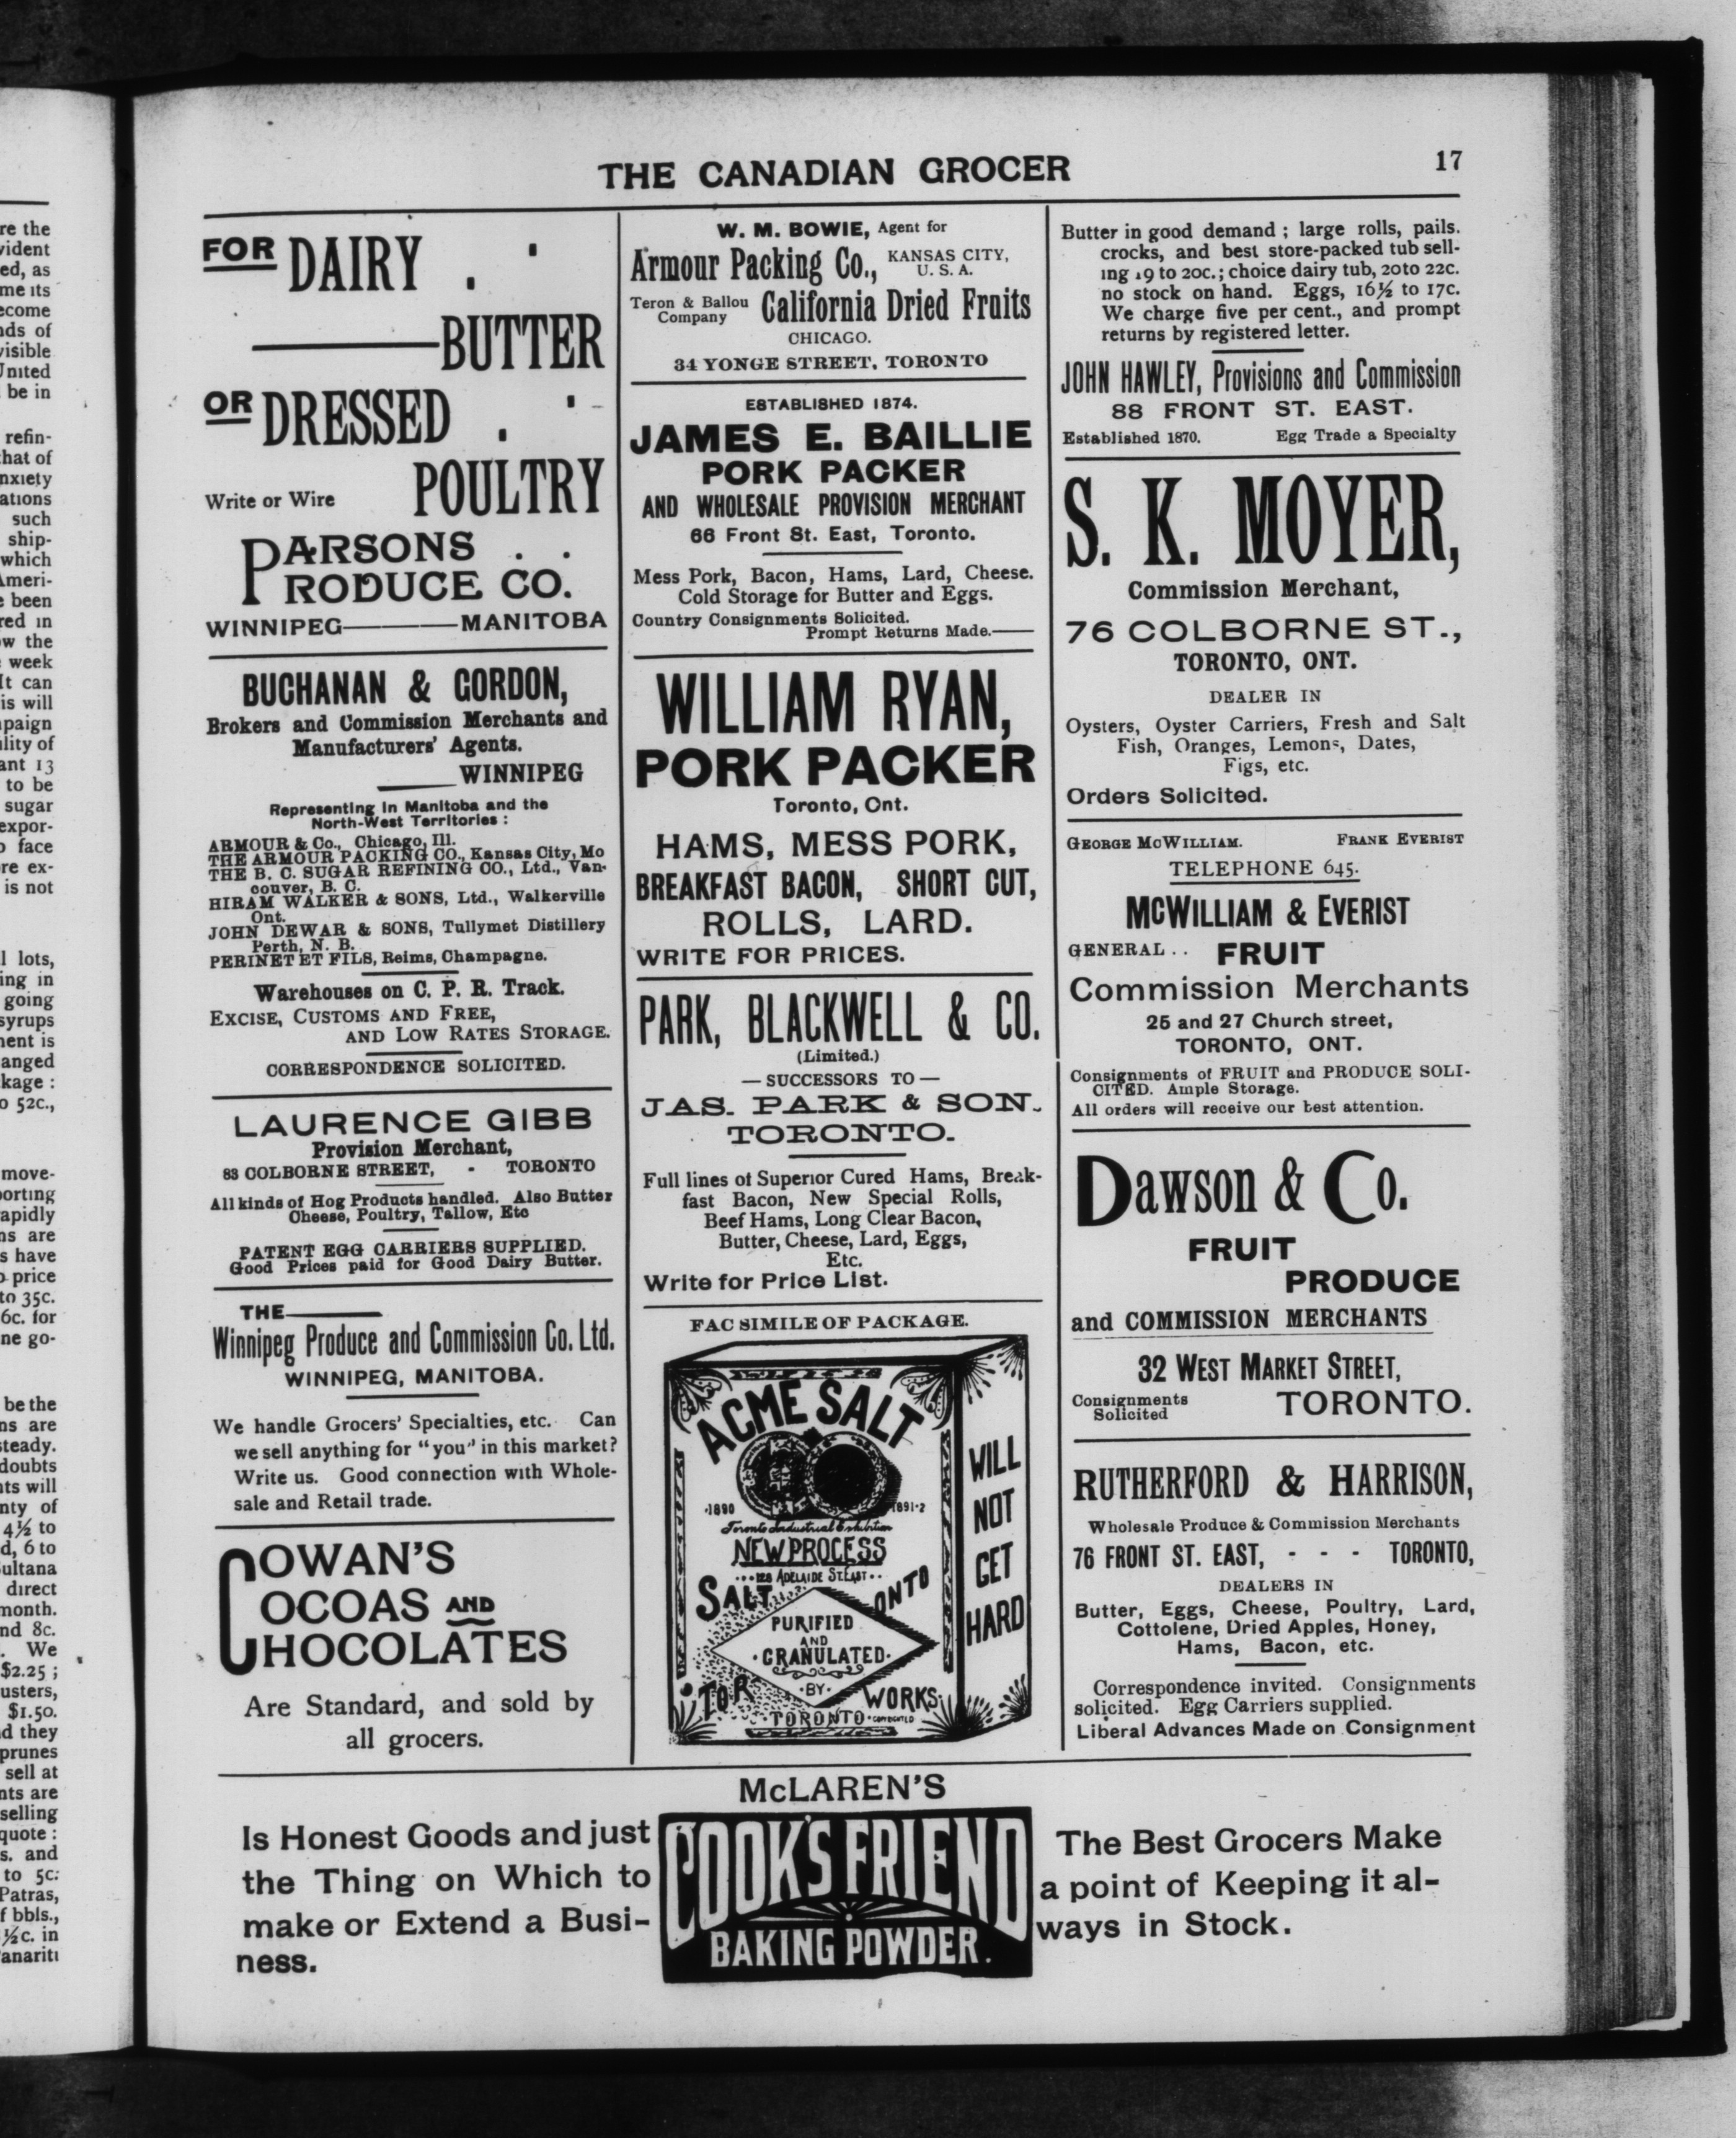 THE CANADIAN GROCER
17
FOR DAIRY . '
BUTTER
OR DRESSED . '
POULTRY
Write or Wire
PARSONS . .
PRODUCE CO.
WINNIPEG————MANITOBA
BUCHANAN & GORDON,
Brokers and Commission Merchants and
Manufacturers' Agents.
WINNIPEG
Representing in Manitoba and the
North-West Territories :
ARMOUR & Co., Chicago, Ill.
THE ARMOUR PACKING CO., Kansas City, Mo
THE B. C. SUGAR REFINING CO., Ltd., Van-
couver, B. C.
HIRAM WALKER & SONS, Ltd., Walkerville
Ont.
JOHN DEWAR & SONS, Tullymet Distillery
Perth, N. B.
PERINET ET FILS, Reims, Champagne.
Warehouses on C. P. R. Track.
EXCISE, CUSTOMS AND FREE,
AND LOW RATES STORAGE.
CORRESPONDENCE SOLICITED.
LAURENCE GIBB
Provision Merchant,
83 COLBORNE STREET, - TORONTO
All kinds of Hog Products handled. Also Butter
Cheese, Poultry, Tallow, Etc
PATENT EGG CARRIERS SUPPLIED.
Good Prices paid for Good Dairy Butter.
THE
Winnipeg Produce and Commission Co. Ltd.
WINNIPEG, MANITOBA.
We handle Grocers' Specialties, etc. Can
we sell anything for "you" in this market?
Write us. Good connection with Whole-
sale and Retail trade.
COWAN'S
COCOAS AND
CHOCOLATES
Are Standard, and sold by
all grocers.
W. M. BOWIE, Agent for
Armour Packing Co., KANSAS CITY,
U. S. A.
Teron & Ballou
Company California Dried Fruits
CHICAGO.
34 YONGE STREET, TORONTO
ESTABLISHED 1874.
JAMES E. BAILLIE
PORK PACKER
AND WHOLESALE PROVISION MERCHANT
66 Front St. East, Toronto.
Mess Pork, Bacon, Hams, Lard, Cheese.
Cold Storage for Butter and Eggs.
Country Consignments Solicited.
Prompt Returns Made.——
WILLIAM RYAN,
PORK PACKER
Toronto, Ont.
HAMS, MESS PORK,
BREAKFAST BACON, SHORT CUT,
ROLLS, LARD.
WRITE FOR PRICES.
PARK, BLACKWELL & CO.
(Limited.)
— SUCCESSORS TO —
JAS. PARK & SON.
TORONTO.
Full lines of Superior Cured Hams, Break-
fast Bacon, New Special Rolls,
Beef Hams, Long Clear Bacon,
Butter, Cheese, Lard, Eggs,
Etc.
Write for Price List.
FAC SIMILE OF PACKAGE.
ACME SALT
1890
1891-2
Toronto Industrial Exhibition
NEW PROCESS
128 ADELAIDE ST. EAST
SALT
PURIFIED
AND
GRANULATED
BY
TORONTO
WORKS
TORONTO COPYRIGHTED
WILL
NOT
GET
HARD
Butter in good demand ; large rolls, pails.
crocks, and best store-packed tub sell-
ing 19 to 20c.; choice dairy tub, 20 to 22c.
no stock on hand. Eggs, 16½ to 17c.
We charge five per cent., and prompt
returns by registered letter.
JOHN HAWLEY, Provisions and Commission
88 FRONT ST. EAST.
Established 1870. Egg Trade a Specialty
S. K. MOYER,
Commission Merchant,
76 COLBORNE ST.,
TORONTO, ONT.
DEALER IN
Oysters, Oyster Carriers, Fresh and Salt
Fish, Oranges, Lemons, Dates,
Figs, etc.
Orders Solicited.
GEORGE MCWILLIAM. FRANK EVERIST
TELEPHONE 645.
MCWILLIAM & EVERIST
GENERAL . . FRUIT
Commission Merchants
25 and 27 Church street,
TORONTO, ONT.
Consignments of FRUIT and PRODUCE SOLI-
CITED. Ample Storage.
All orders will receive our best attention.
DAWSON & CO.
FRUIT
PRODUCE
and COMMISSION MERCHANTS
32 WEST MARKET STREET,
Consignments
Solicited TORONTO.
RUTHERFORD & HARRISON,
Wholesale Produce & Commission Merchants
76 FRONT ST. EAST, - - - TORONTO,
DEALERS IN
Butter, Eggs, Cheese, Poultry, Lard,
Cottolene, Dried Apples, Honey,
Hams, Bacon, etc.
Correspondence invited. Consignments
solicited. Egg Carriers supplied.
Liberal Advances Made on Consignment
McLAREN'S
Is Honest Goods and just
the Thing on Which to
make or Extend a Busi-
ness.
COOK'S FRIEND
BAKING POWDER.
The Best Grocers Make
a point of Keeping it al-
ways in Stock.